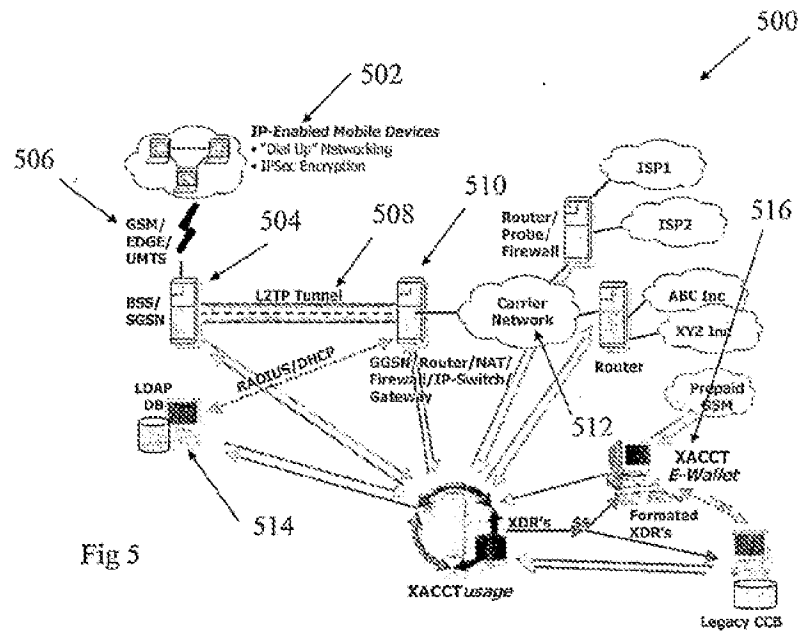 500
502
IP-Enabled Mobile Devices
• "Dial Up" Networking
• IPSec Encryption
506
GSM/
EDGE/
UMTS
504
508
510
BSS/
SGSN
L2TP Tunnel
Router/
Probe/
Firewall
ISP1
ISP2
516
Carrier
Network
ABC Inc
XYZ Inc
Router
RADIUS/DHCP
GGSN/Router/NAT/
Firewall/IP-Switch/
Gateway
LDAP
DB
512
Prepaid
GSM
514
XACCT
E-Wallet
XDR's
Formated
XDR's
Fig 5
XACCTusage
Legacy CCB